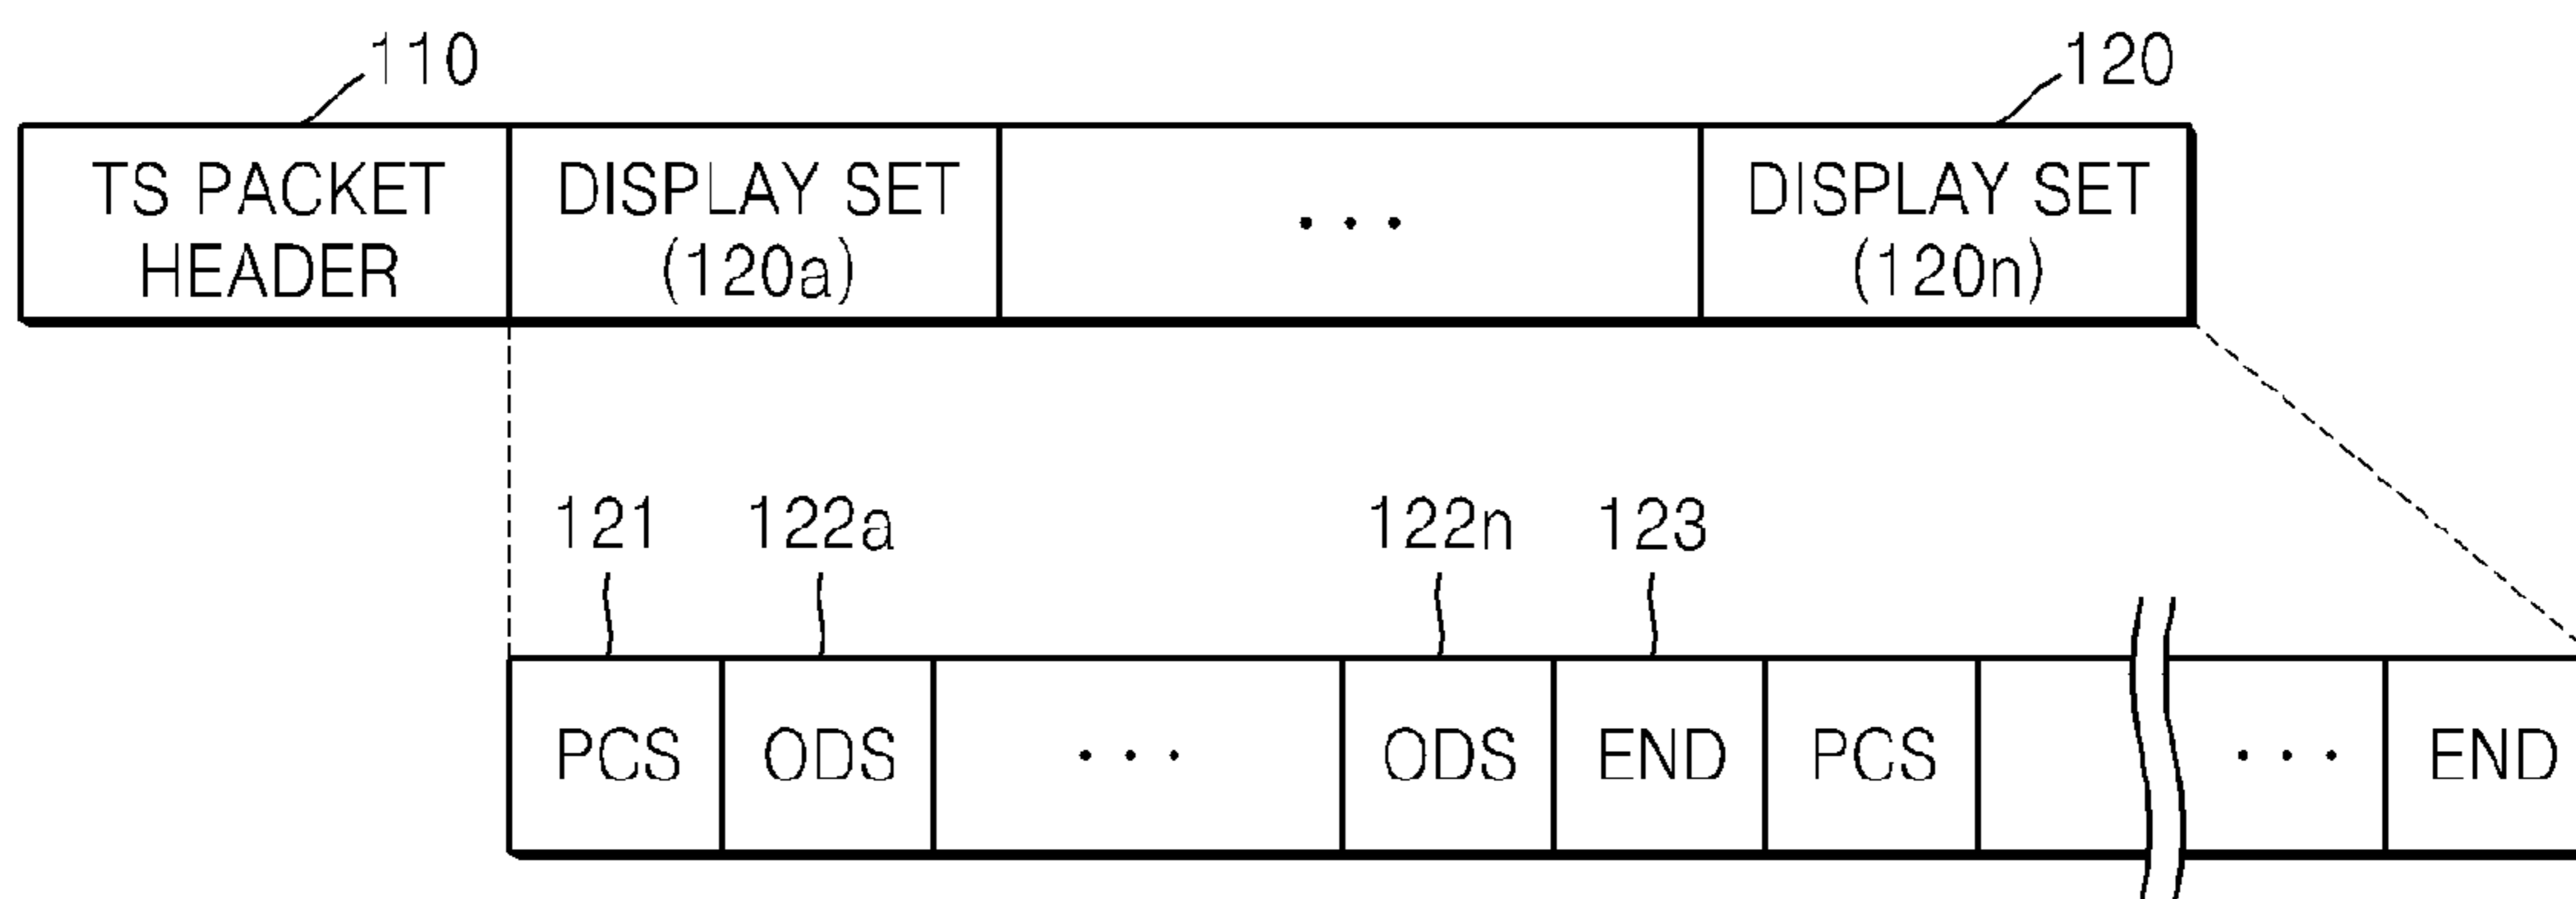 110
120
TS PACKET
HEADER
DISPLAY SET
(120a)
. . .
DISPLAY SET
(120n)
121
122a
122n
123
PCS
ODS
. . .
ODS
END
PCS
. . .
END